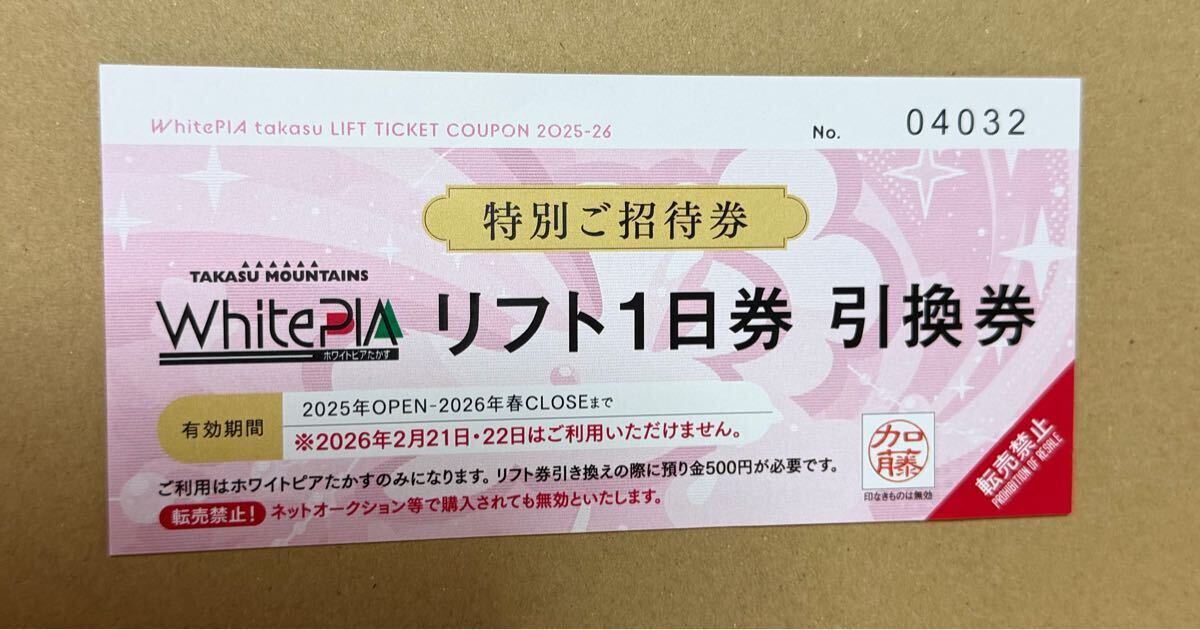 WhitePIA takasu LIFT TICKET COUPON 2025-26
No. 04032
特別ご招待券
TAKASU MOUNTAINS
WhitePIA
ホワイトピアたかす
リフト1日券 引換券
有効期間
2025年OPEN-2026年春CLOSEまで
※2026年2月21日・22日はご利用いただけません。
ご利用はホワイトピアたかすのみになります。リフト券引き換えの際に預り金500円が必要です。
転売禁止! ネットオークション等で購入されても無効といたします。
加藤
印なきものは無効
転売禁止
PROHIBITION OF RESALE